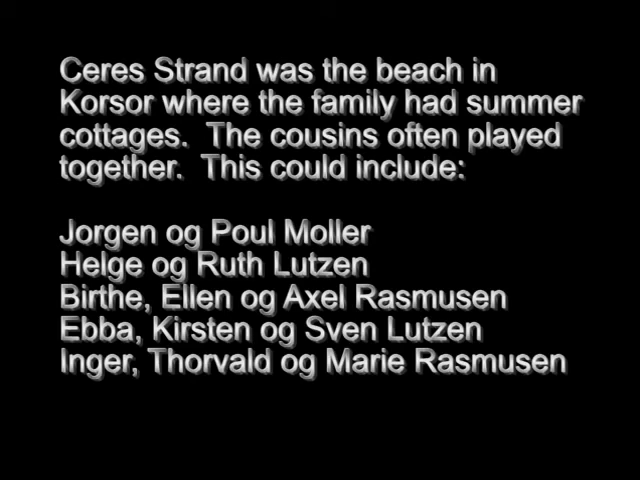 Ceres Strand was the beach in
Korsor where the family had summer
cottages.  The cousins often played
together.  This could include:

Jorgen og Poul Moller
Helge og Ruth Lutzen
Birthe, Ellen og Axel Rasmusen
Ebba, Kirsten og Sven Lutzen
Inger, Thorvald og Marie Rasmusen